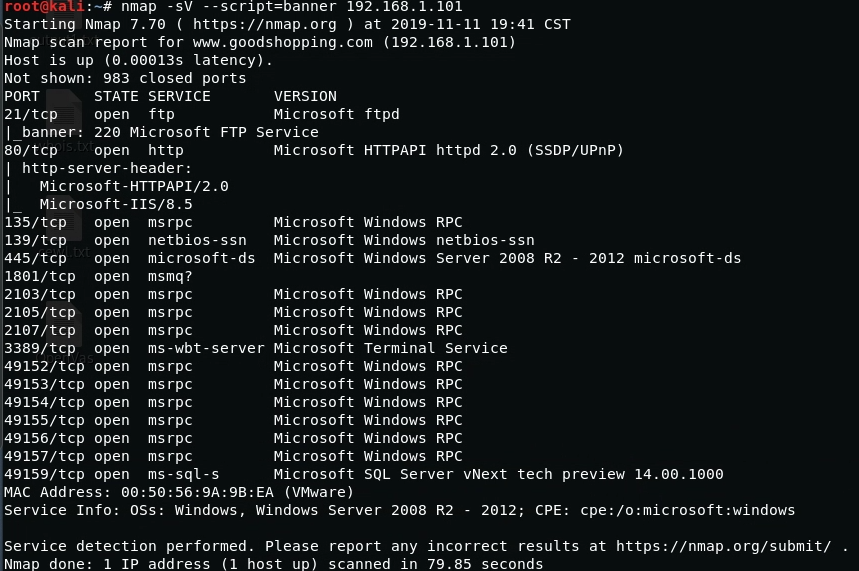 root@kali:~# nmap -sV --script=banner 192.168.1.101
Starting Nmap 7.70 ( https://nmap.org ) at 2019-11-11 19:41 CST
Nmap scan report for www.goodshopping.com (192.168.1.101)
Host is up (0.00013s latency).
Not shown: 983 closed ports
PORT      STATE SERVICE       VERSION
21/tcp    open  ftp           Microsoft ftpd
|_banner: 220 Microsoft FTP Service
80/tcp    open  http          Microsoft HTTPAPI httpd 2.0 (SSDP/UPnP)
| http-server-header:
|   Microsoft-HTTPAPI/2.0
|_  Microsoft-IIS/8.5
135/tcp   open  msrpc         Microsoft Windows RPC
139/tcp   open  netbios-ssn   Microsoft Windows netbios-ssn
445/tcp   open  microsoft-ds  Microsoft Windows Server 2008 R2 - 2012 microsoft-ds
1801/tcp  open  msmq?
2103/tcp  open  msrpc         Microsoft Windows RPC
2105/tcp  open  msrpc         Microsoft Windows RPC
2107/tcp  open  msrpc         Microsoft Windows RPC
3389/tcp  open  ms-wbt-server Microsoft Terminal Service
49152/tcp open  msrpc         Microsoft Windows RPC
49153/tcp open  msrpc         Microsoft Windows RPC
49154/tcp open  msrpc         Microsoft Windows RPC
49155/tcp open  msrpc         Microsoft Windows RPC
49156/tcp open  msrpc         Microsoft Windows RPC
49157/tcp open  msrpc         Microsoft Windows RPC
49159/tcp open  ms-sql-s      Microsoft SQL Server vNext tech preview 14.00.1000
MAC Address: 00:50:56:9A:9B:EA (VMware)
Service Info: OSs: Windows, Windows Server 2008 R2 - 2012; CPE: cpe:/o:microsoft:windows

Service detection performed. Please report any incorrect results at https://nmap.org/submit/ .
Nmap done: 1 IP address (1 host up) scanned in 79.85 seconds